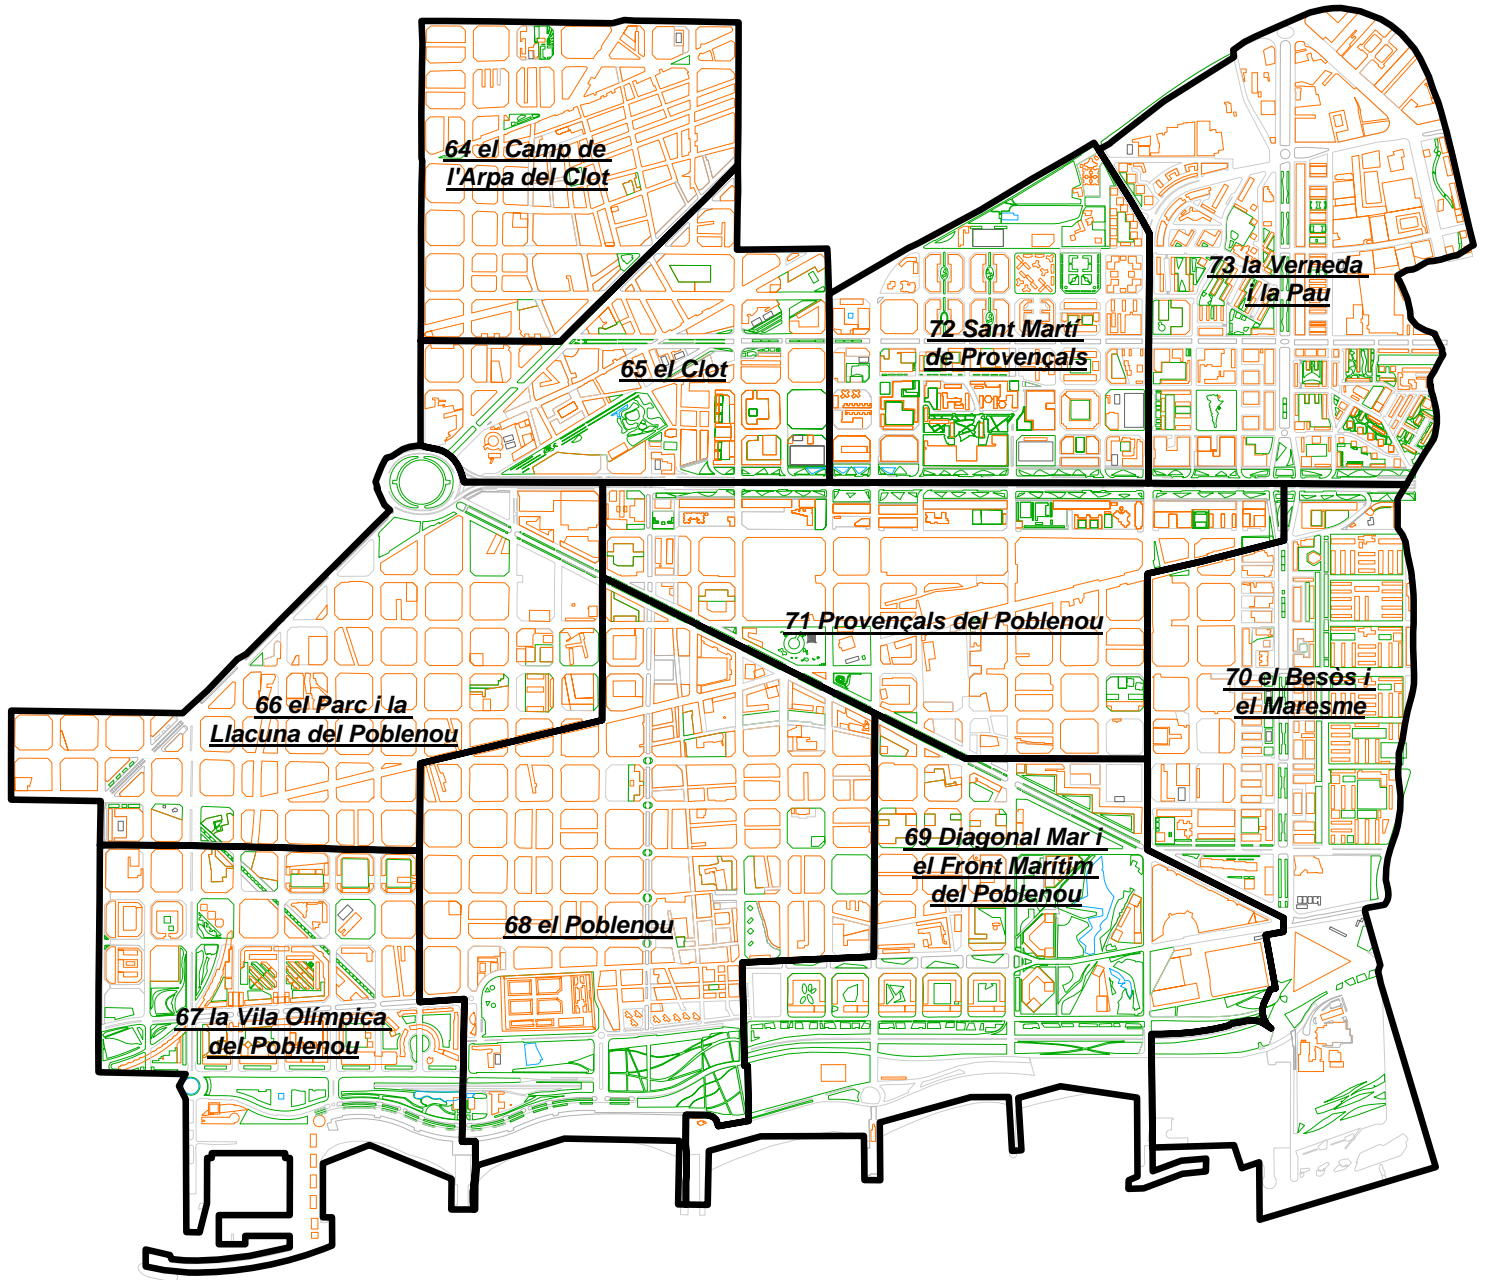 64 el Camp de
l'Arpa del Clot
73 la Verneda
i la Pau
72 Sant Martí
de Provençals
65 el Clot
71 Provençals del Poblenou
70 el Besòs i
el Maresme
66 el Parc i la
Llacuna del Poblenou
69 Diagonal Mar i
el Front Marítim
del Poblenou
68 el Poblenou
67 la Vila Olímpica
del Poblenou